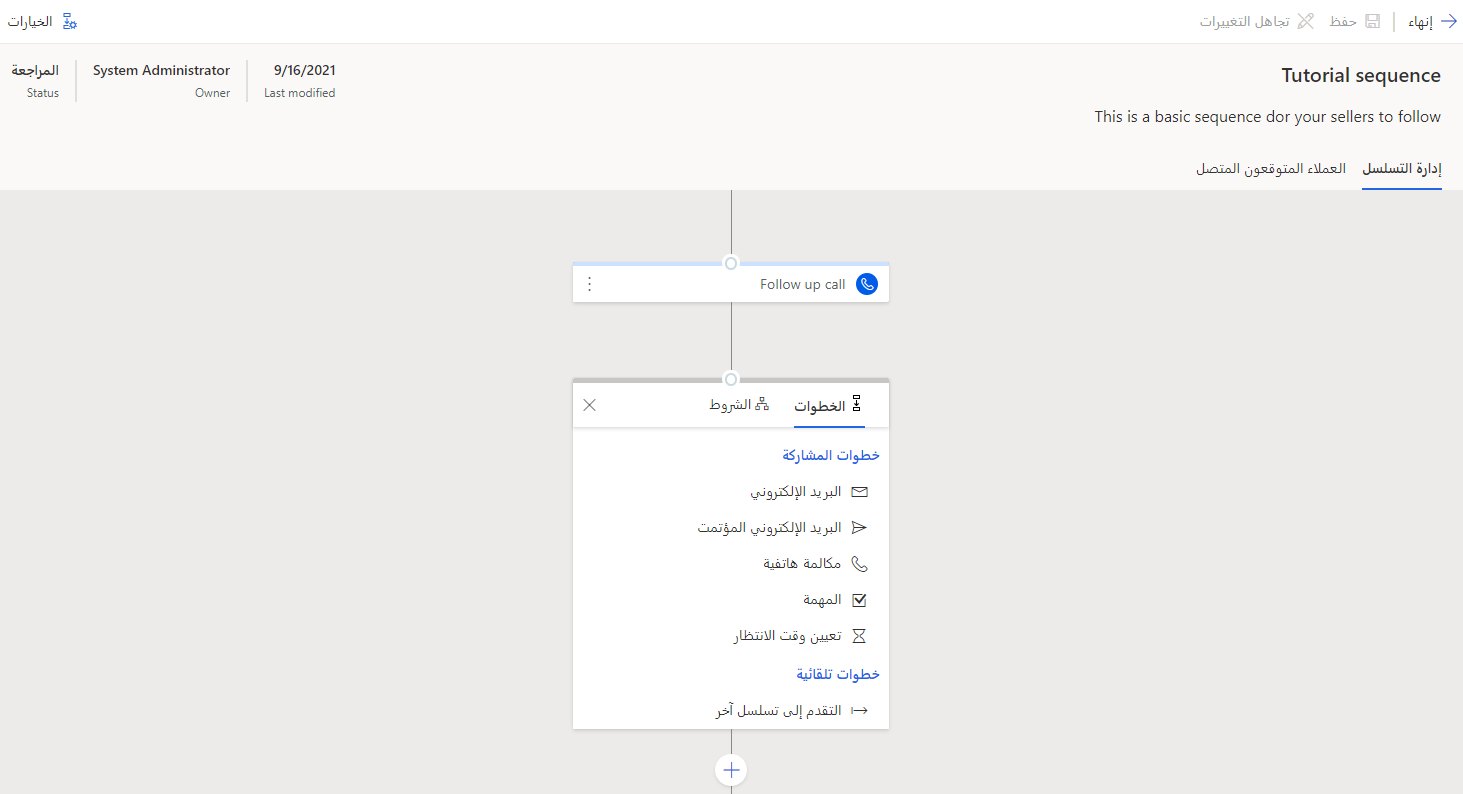 إنهاء
حفظ
تجاهل التغييرات
الخيارات
Tutorial sequence
This is a basic sequence dor your sellers to follow
9/16/2021
Last modified
System Administrator
Owner
المراجعة
Status
إدارة التسلسل
العملاء المتوقعون المتصل
Follow up call
الخطوات
الشروط
خطوات المشاركة
البريد الإلكتروني
البريد الإلكتروني المؤتمت
مكالمة هاتفية
المهمة
تعيين وقت الانتظار
خطوات تلقائية
التقدم إلى تسلسل آخر